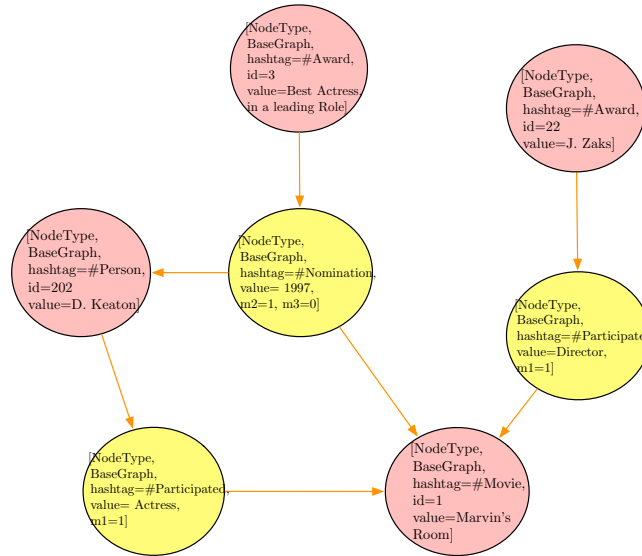 [NodeType,
BaseGraph,
hashtag=#Award,
id=3
value=Best Actress,
in a leading Role]
[NodeType,
BaseGraph,
hashtag=#Award,
id=22
value=J. Zaks]
[NodeType,
BaseGraph,
hashtag=#Person,
id=202
value=D. Keaton]
[NodeType,
BaseGraph,
hashtag=#Nomination,
value= 1997,
m2=1, m3=0]
[NodeType,
BaseGraph,
hashtag=#Participated,
value=Director,
m1=1]
[NodeType,
BaseGraph,
hashtag=#Participated,
value= Actress,
m1=1]
[NodeType,
BaseGraph,
hashtag=#Movie,
id=1
value=Marvin's
Room]